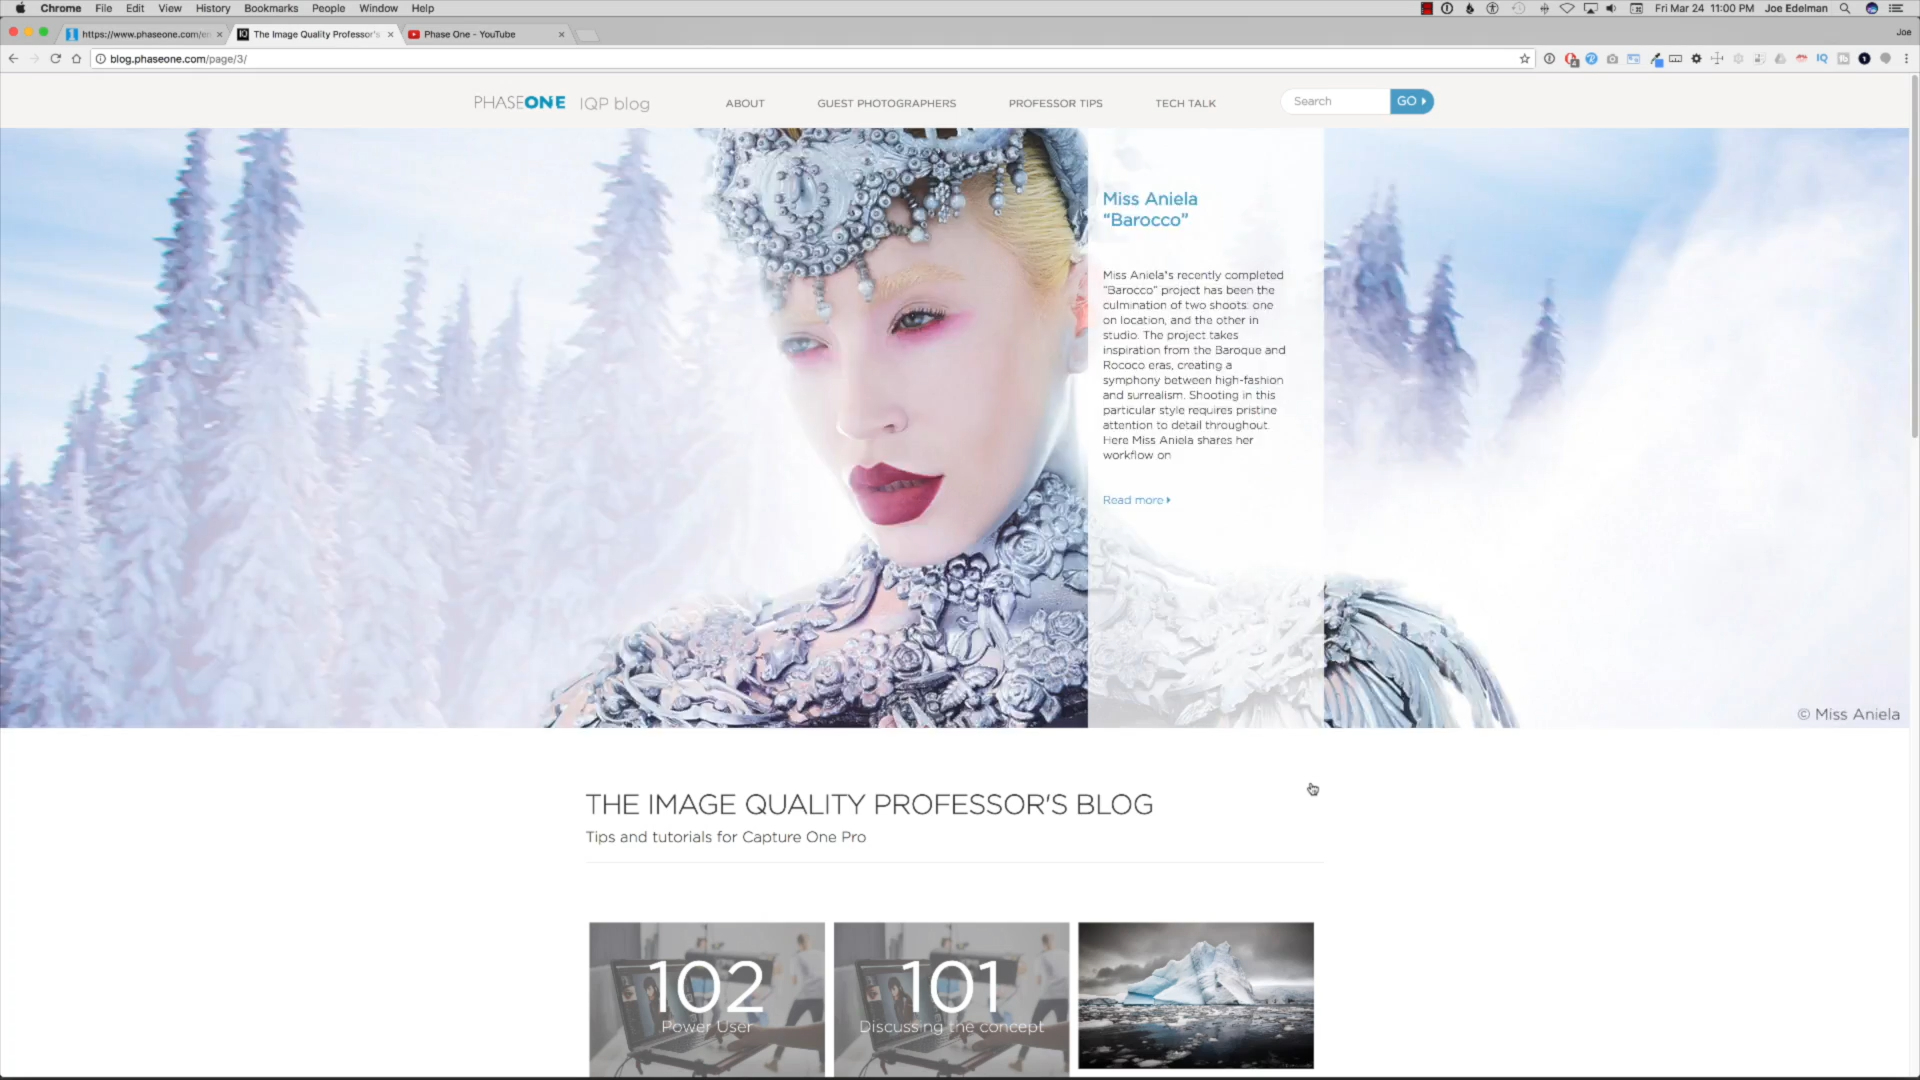 Chrome File Edit View History Bookmarks People Window Help
Fri Mar 24 11:00 PM Joe Edelman
https://www.phaseone.com/en
The Image Quality Professor's
Phase One - YouTube
Joe
blog.phaseone.com/page/3/
PHASEONE IQP blog
ABOUT
GUEST PHOTOGRAPHERS
PROFESSOR TIPS
TECH TALK
Search
GO
Miss Aniela
“Barocco”
Miss Aniela's recently completed
“Barocco” project has been the
culmination of two shoots: one
on location, and the other in
studio. The project takes
inspiration from the Baroque and
Rococo eras, creating a
symphony between high-fashion
and surrealism. Shooting in this
particular style requires pristine
attention to detail throughout.
Here Miss Aniela shares her
workflow on
Read more
© Miss Aniela
THE IMAGE QUALITY PROFESSOR'S BLOG
Tips and tutorials for Capture One Pro
102
Power User
101
Discussing the concept